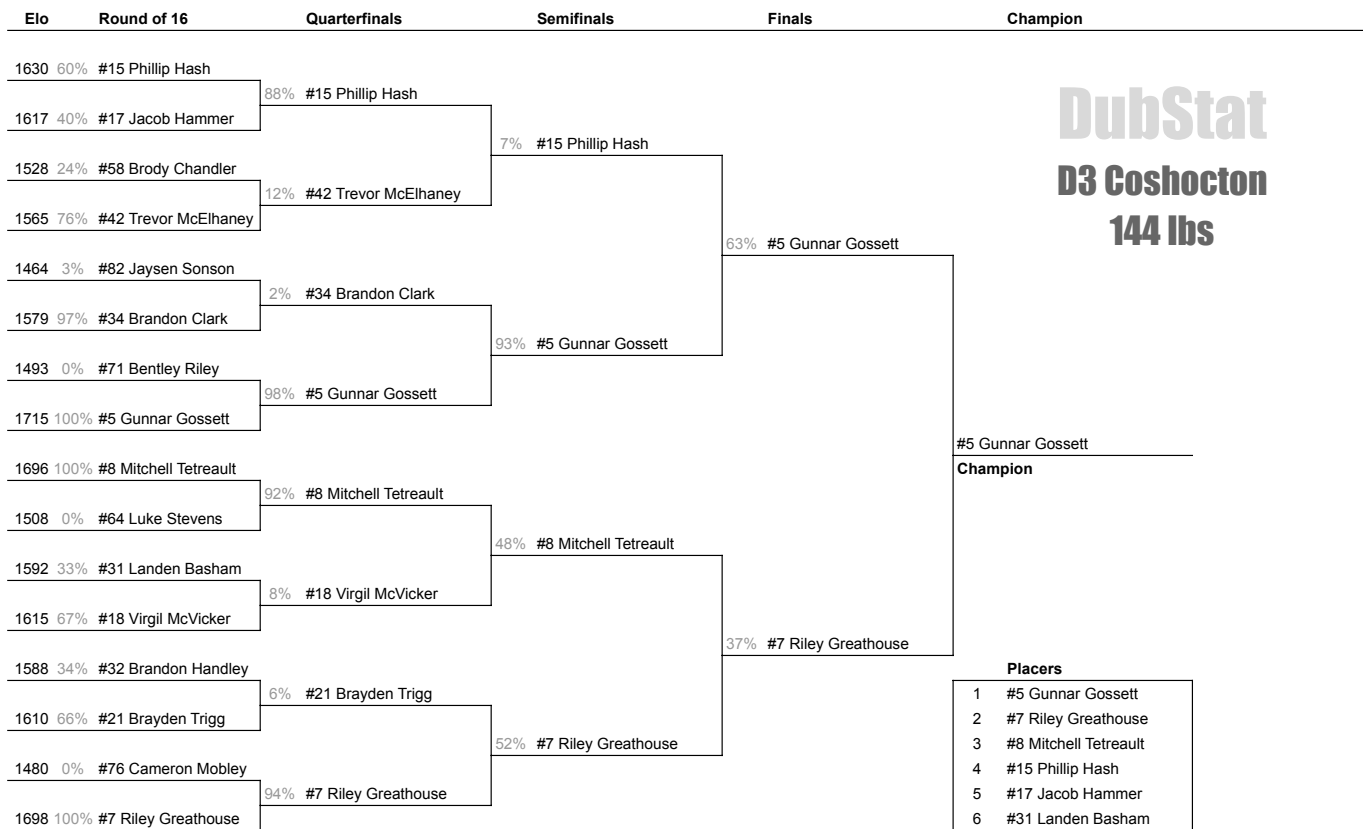 Elo Round of 16 Quarterfinals Semifinals Finals Champion
1630 60% #15 Phillip Hash
88% #15 Phillip Hash
1617 40% #17 Jacob Hammer
7% #15 Phillip Hash
1528 24% #58 Brody Chandler
12% #42 Trevor McElhaney
1565 76% #42 Trevor McElhaney
63% #5 Gunnar Gossett
1464 3% #82 Jaysen Sonson
2% #34 Brandon Clark
1579 97% #34 Brandon Clark
93% #5 Gunnar Gossett
1493 0% #71 Bentley Riley
98% #5 Gunnar Gossett
1715 100% #5 Gunnar Gossett
#5 Gunnar Gossett
Champion
1696 100% #8 Mitchell Tetreault
92% #8 Mitchell Tetreault
1508 0% #64 Luke Stevens
48% #8 Mitchell Tetreault
1592 33% #31 Landen Basham
8% #18 Virgil McVicker
1615 67% #18 Virgil McVicker
37% #7 Riley Greathouse
1588 34% #32 Brandon Handley
6% #21 Brayden Trigg
1610 66% #21 Brayden Trigg
52% #7 Riley Greathouse
1480 0% #76 Cameron Mobley
94% #7 Riley Greathouse
1698 100% #7 Riley Greathouse
DubStat
D3 Coshocton
144 lbs
Placers
1 #5 Gunnar Gossett
2 #7 Riley Greathouse
3 #8 Mitchell Tetreault
4 #15 Phillip Hash
5 #17 Jacob Hammer
6 #31 Landen Basham